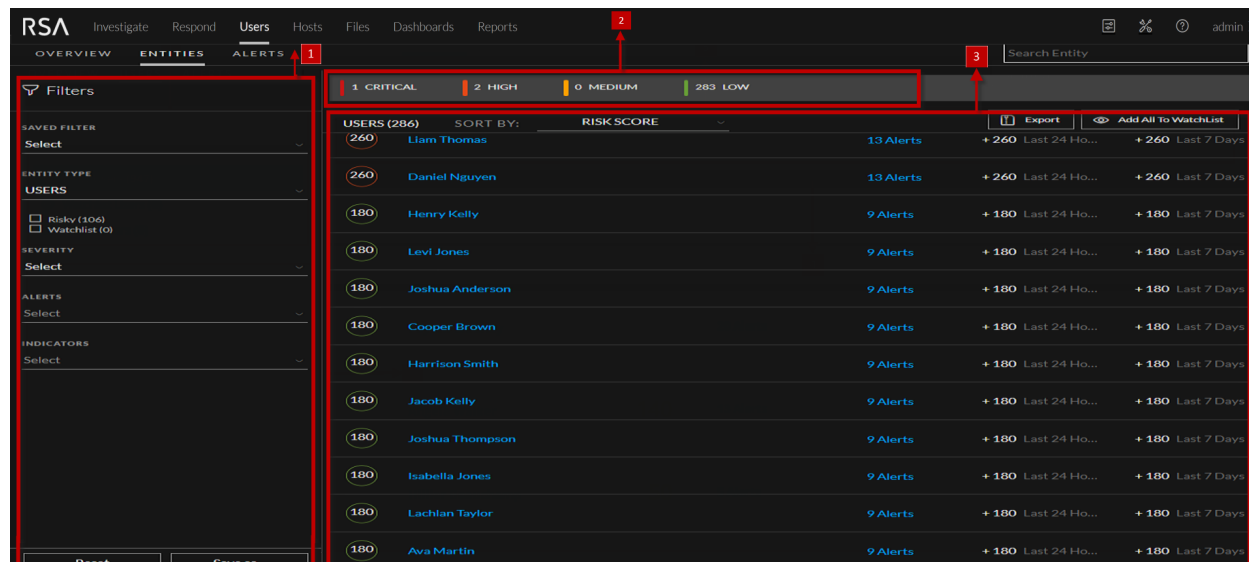 RSA Investigate Respond Users Hosts Files Dashboards Reports 2 admin
OVERVIEW ENTITIES ALERTS 1 3 Search Entity
Filters
1 CRITICAL 2 HIGH 0 MEDIUM 283 LOW
SAVED FILTER
Select
ENTITY TYPE
USERS
Risky (106)
Watchlist (0)
SEVERITY
Select
ALERTS
Select
INDICATORS
Select
Reset Save as
USERS (286) SORT BY: RISK SCORE Export Add All To WatchList
260 Liam Thomas 13 Alerts +260 Last 24 Ho... +260 Last 7 Days
260 Daniel Nguyen 13 Alerts +260 Last 24 Ho... +260 Last 7 Days
180 Henry Kelly 9 Alerts +180 Last 24 Ho... +180 Last 7 Days
180 Levi Jones 9 Alerts +180 Last 24 Ho... +180 Last 7 Days
180 Joshua Anderson 9 Alerts +180 Last 24 Ho... +180 Last 7 Days
180 Cooper Brown 9 Alerts +180 Last 24 Ho... +180 Last 7 Days
180 Harrison Smith 9 Alerts +180 Last 24 Ho... +180 Last 7 Days
180 Jacob Kelly 9 Alerts +180 Last 24 Ho... +180 Last 7 Days
180 Joshua Thompson 9 Alerts +180 Last 24 Ho... +180 Last 7 Days
180 Isabella Jones 9 Alerts +180 Last 24 Ho... +180 Last 7 Days
180 Lachlan Taylor 9 Alerts +180 Last 24 Ho... +180 Last 7 Days
180 Ava Martin 9 Alerts +180 Last 24 Ho... +180 Last 7 Days